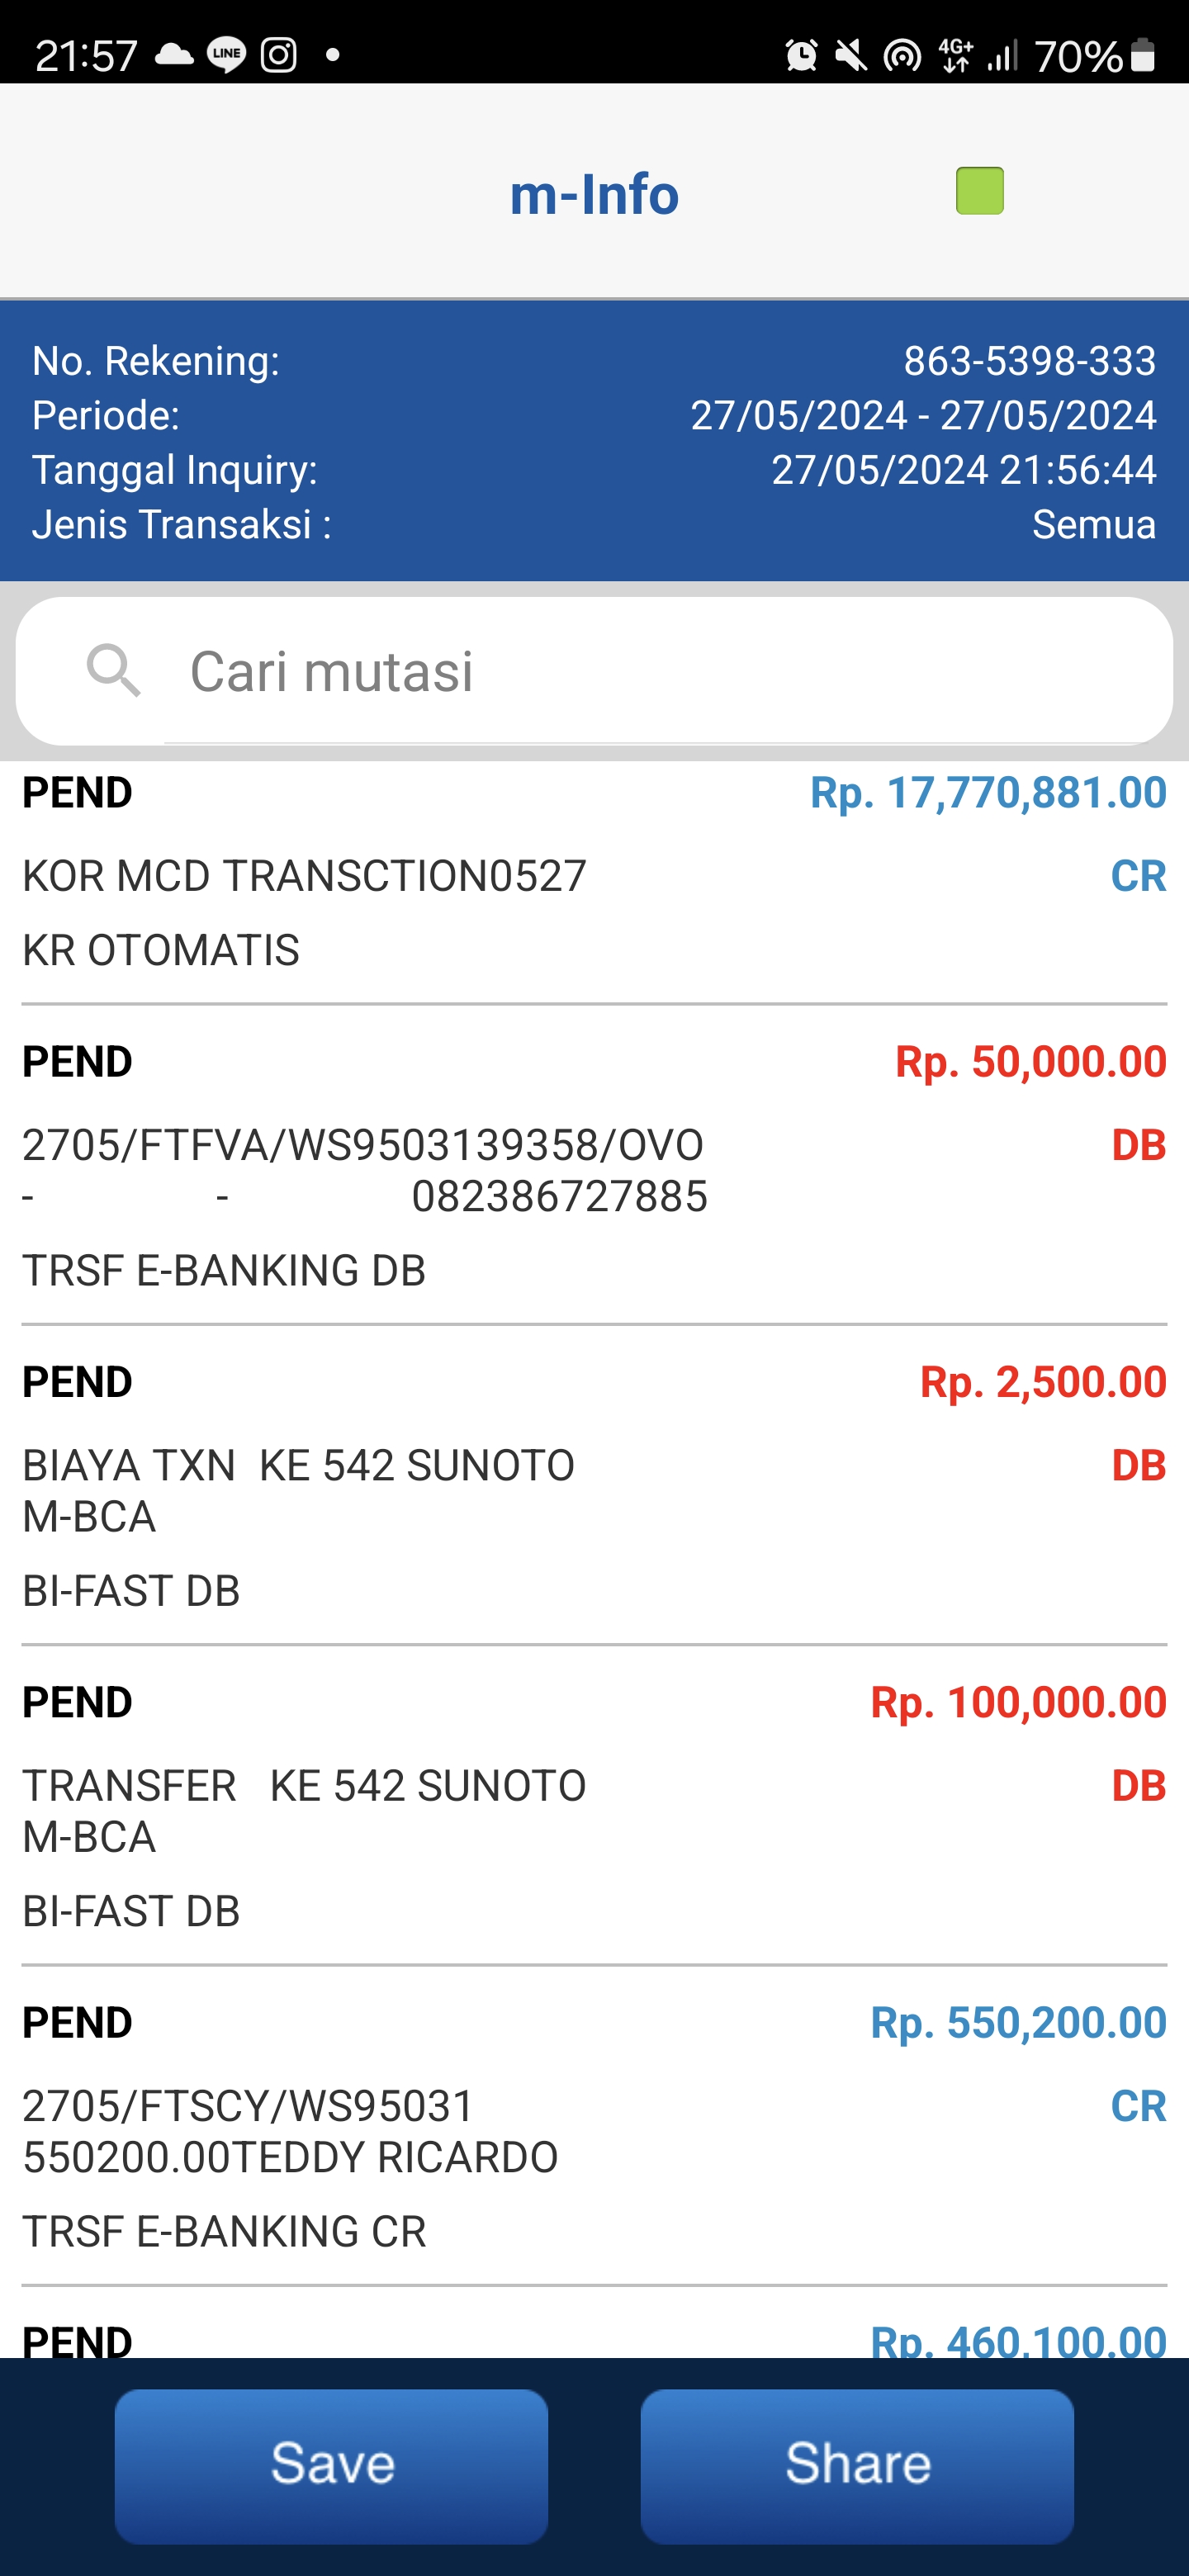 21:57 LINE 4G+ 70%
m-Info
No. Rekening: 863-5398-333
Periode: 27/05/2024 - 27/05/2024
Tanggal Inquiry: 27/05/2024 21:56:44
Jenis Transaksi : Semua
Cari mutasi
PEND Rp. 17,770,881.00
KOR MCD TRANSCTION0527 CR
KR OTOMATIS
PEND Rp. 50,000.00
2705/FTFVA/WS9503139358/OVO DB
- - 082386727885
TRSF E-BANKING DB
PEND Rp. 2,500.00
BIAYA TXN KE 542 SUNOTO DB
M-BCA
BI-FAST DB
PEND Rp. 100,000.00
TRANSFER KE 542 SUNOTO DB
M-BCA
BI-FAST DB
PEND Rp. 550,200.00
2705/FTSCY/WS95031 CR
550200.00TEDDY RICARDO
TRSF E-BANKING CR
PEND Rp. 460,100.00
Save Share